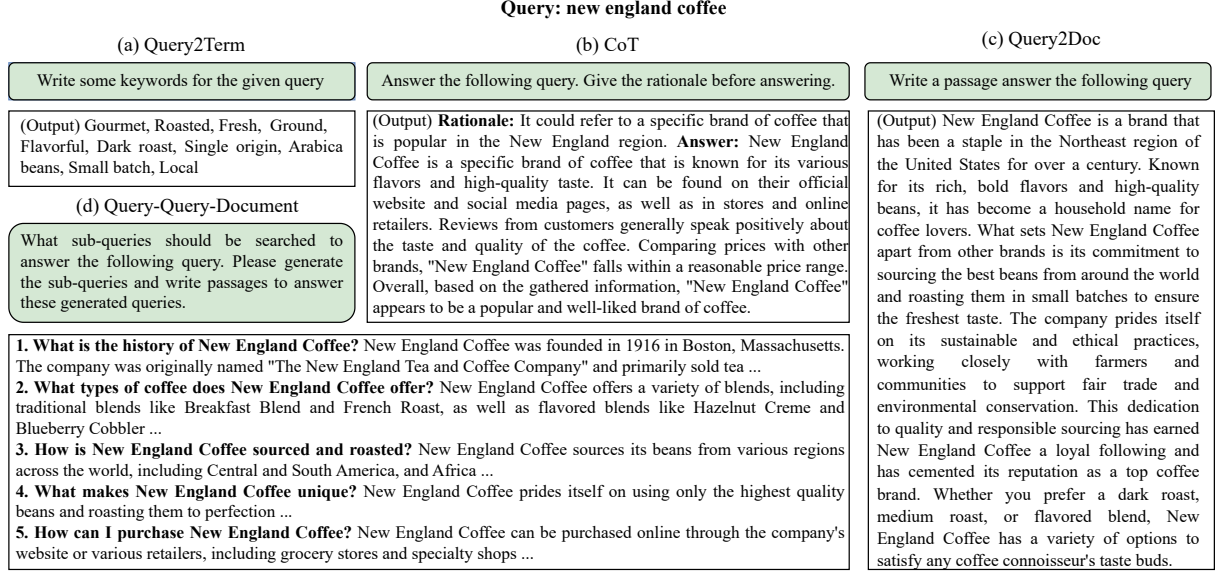 Query: new england coffee
(a) Query2Term
Write some keywords for the given query
(Output) Gourmet, Roasted, Fresh, Ground,
Flavorful, Dark roast, Single origin, Arabica
beans, Small batch, Local
(d) Query-Query-Document
What sub-queries should be searched to
answer the following query. Please generate
the sub-queries and write passages to answer
these generated queries.
(b) CoT
Answer the following query. Give the rationale before answering.
(Output) Rationale: It could refer to a specific brand of coffee that
is popular in the New England region. Answer: New England
Coffee is a specific brand of coffee that is known for its various
flavors and high-quality taste. It can be found on their official
website and social media pages, as well as in stores and online
retailers. Reviews from customers generally speak positively about
the taste and quality of the coffee. Comparing prices with other
brands, "New England Coffee" falls within a reasonable price range.
Overall, based on the gathered information, "New England Coffee"
appears to be a popular and well-liked brand of coffee.
1. What is the history of New England Coffee? New England Coffee was founded in 1916 in Boston, Massachusetts.
The company was originally named "The New England Tea and Coffee Company" and primarily sold tea ...
2. What types of coffee does New England Coffee offer? New England Coffee offers a variety of blends, including
traditional blends like Breakfast Blend and French Roast, as well as flavored blends like Hazelnut Creme and
Blueberry Cobbler ...
3. How is New England Coffee sourced and roasted? New England Coffee sources its beans from various regions
across the world, including Central and South America, and Africa ...
4. What makes New England Coffee unique? New England Coffee prides itself on using only the highest quality
beans and roasting them to perfection ...
5. How can I purchase New England Coffee? New England Coffee can be purchased online through the company's
website or various retailers, including grocery stores and specialty shops ...
(c) Query2Doc
Write a passage answer the following query
(Output) New England Coffee is a brand that
has been a staple in the Northeast region of
the United States for over a century. Known
for its rich, bold flavors and high-quality
beans, it has become a household name for
coffee lovers. What sets New England Coffee
apart from other brands is its commitment to
sourcing the best beans from around the world
and roasting them in small batches to ensure
the freshest taste. The company prides itself
on its sustainable and ethical practices,
working closely with farmers and
communities to support fair trade and
environmental conservation. This dedication
to quality and responsible sourcing has earned
New England Coffee a loyal following and
has cemented its reputation as a top coffee
brand. Whether you prefer a dark roast,
medium roast, or flavored blend, New
England Coffee has a variety of options to
satisfy any coffee connoisseur's taste buds.